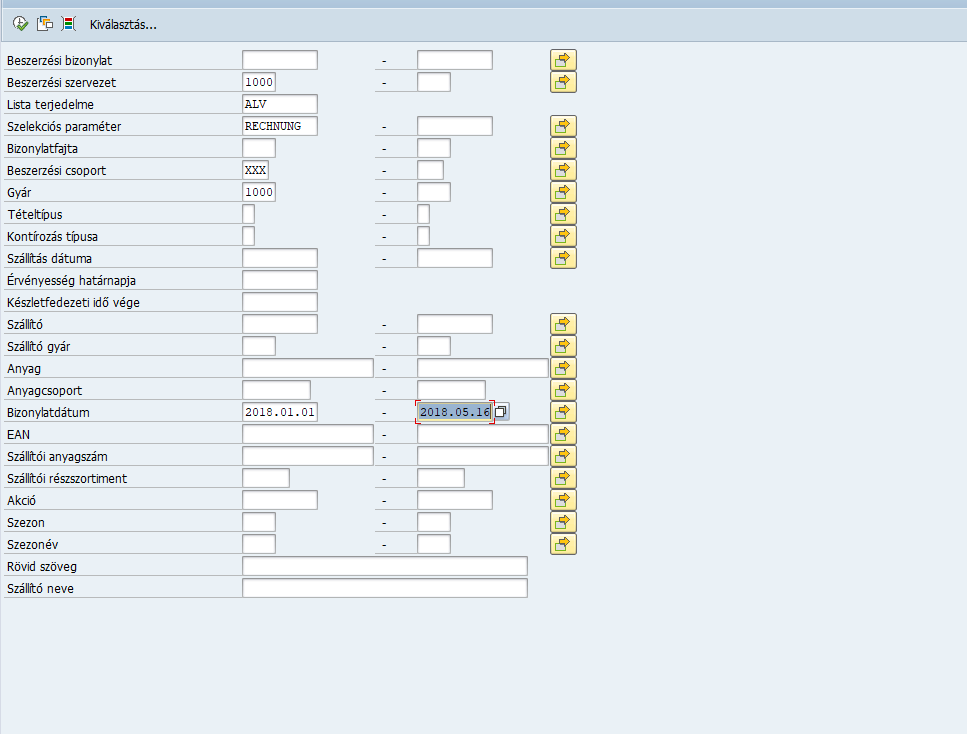 Kiválasztás...
Beszerzési bizonylat -
Beszerzési szervezet 1000 -
Lista terjedelme ALV
Szelekciós paraméter RECHNUNG -
Bizonylatfajta -
Beszerzési csoport XXX -
Gyár 1000 -
Tételtípus -
Kontírozás típusa -
Szállítás dátuma -
Érvényesség határnapja
Készletfedezeti idő vége
Szállító -
Szállító gyár -
Anyag -
Anyagcsoport -
Bizonylatdátum 2018.01.01 - 2018.05.16
EAN -
Szállítói anyagszám -
Szállítói részszortiment -
Akció -
Szezon -
Szezonév -
Rövid szöveg
Szállító neve